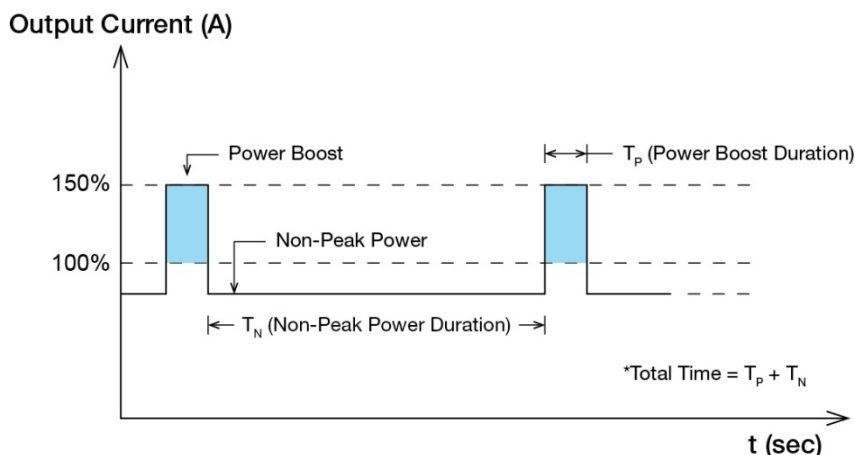 Output Current (A)
Power Boost
T_P (Power Boost Duration)
150%
Non-Peak Power
100%
T_N (Non-Peak Power Duration)
*Total Time = T_P + T_N
t (sec)